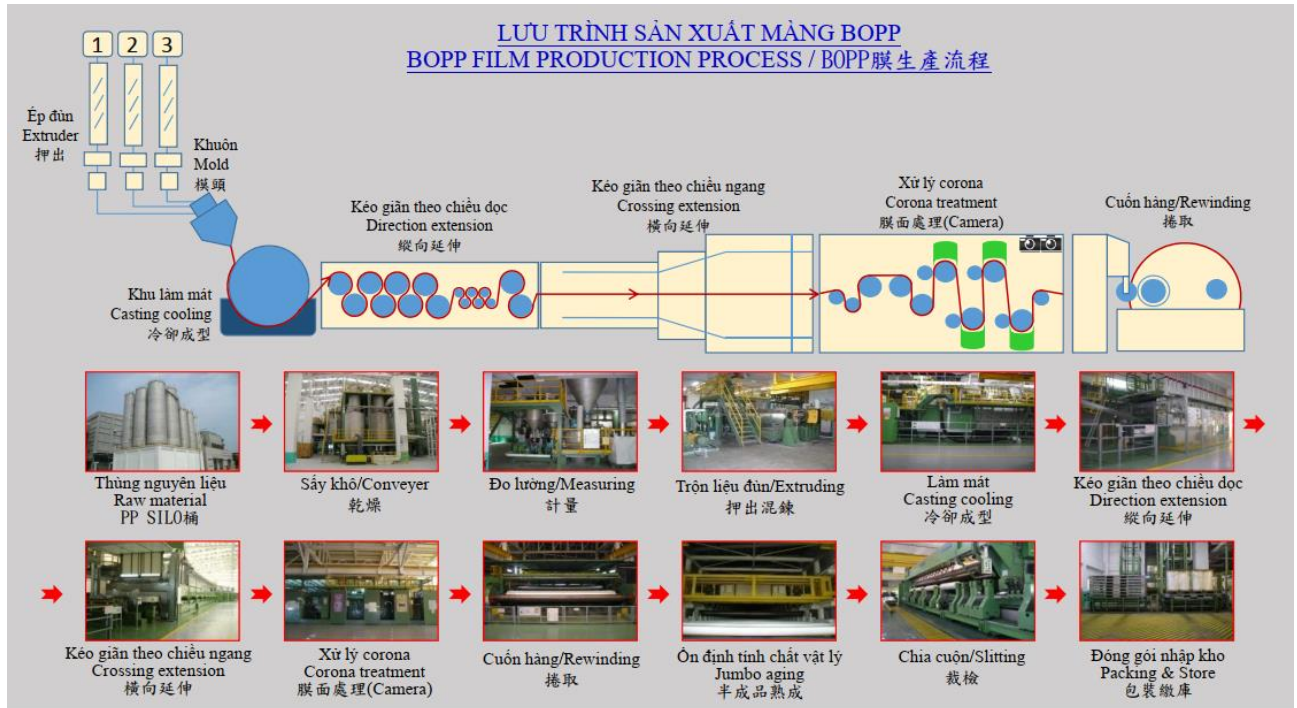 LƯU TRÌNH SẢN XUẤT MÀNG BOPP
BOPP FILM PRODUCTION PROCESS / BOPP膜生產流程
1 2 3
Ép đùn
Extruder
押出
Khuôn
Mold
模頭
Khu làm mát
Casting cooling
冷卻成型
Kéo giãn theo chiều dọc
Direction extension
縱向延伸
Kéo giãn theo chiều ngang
Crossing extension
橫向延伸
Xử lý corona
Corona treatment
膜面處理(Camera)
Cuốn hàng/Rewinding
捲取
Thùng nguyên liệu
Raw material
PP SILO桶
Sấy khô/Conveyer
乾燥
Đo lường/Measuring
計量
Trộn liệu đùn/Extruding
押出混鍊
Làm mát
Casting cooling
冷卻成型
Kéo giãn theo chiều dọc
Direction extension
縱向延伸
Kéo giãn theo chiều ngang
Crossing extension
橫向延伸
Xử lý corona
Corona treatment
膜面處理(Camera)
Cuốn hàng/Rewinding
捲取
Ổn định tính chất vật lý
Jumbo aging
半成品熟成
Chia cuộn/Slitting
裁檢
Đóng gói nhập kho
Packing & Store
包裝繳庫